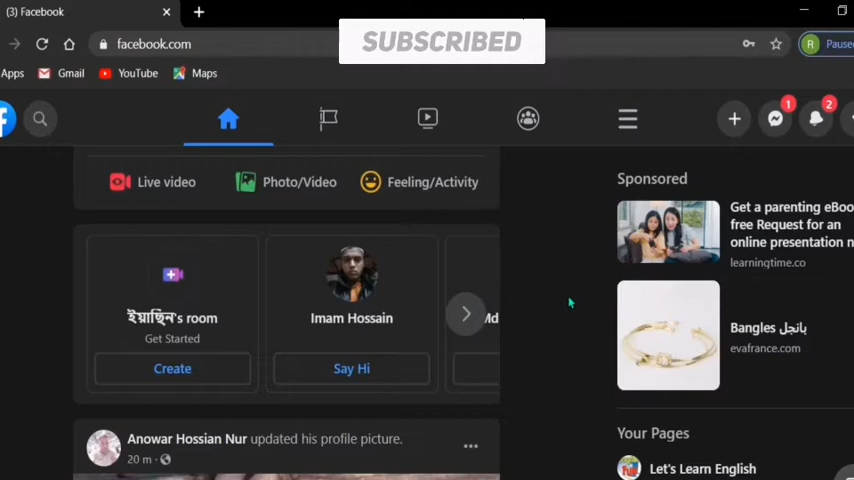 (3) Facebook
facebook.com
SUBSCRIBED
R
Paused
Apps
Gmail
YouTube
Maps
1
2
Live video
Photo/Video
Feeling/Activity
Sponsored
Get a parenting eBoo
free Request for an
online presentation n
learningtime.co
ইয়াছিন's room
Get Started
Create
Imam Hossain
Say Hi
Md
Bangles بانجل
evafrance.com
Anowar Hossian Nur updated his profile picture.
20 m
Your Pages
Let's Learn English